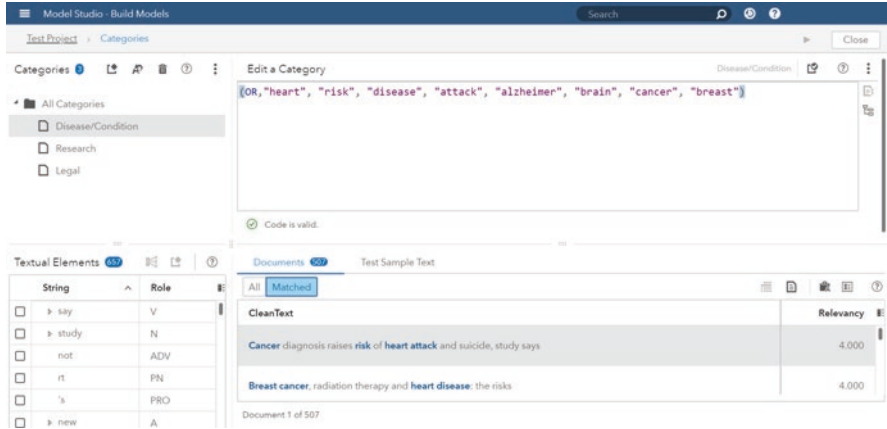 Model Studio - Build Models
Search
Test Project › Categories
Close
Categories 3
Edit a Category
Disease/Condition
(OR,"heart", "risk", "disease", "attack", "alzheimer", "brain", "cancer", "breast")
All Categories
Disease/Condition
Research
Legal
Code is valid.
Textual Elements 657
Documents 507
Test Sample Text
String
Role
All
Matched
CleanText
Relevancy
say V
study N
not ADV
rt PN
's PRO
new A
Cancer diagnosis raises risk of heart attack and suicide, study says
4.000
Breast cancer, radiation therapy and heart disease: the risks
4.000
Document 1 of 507